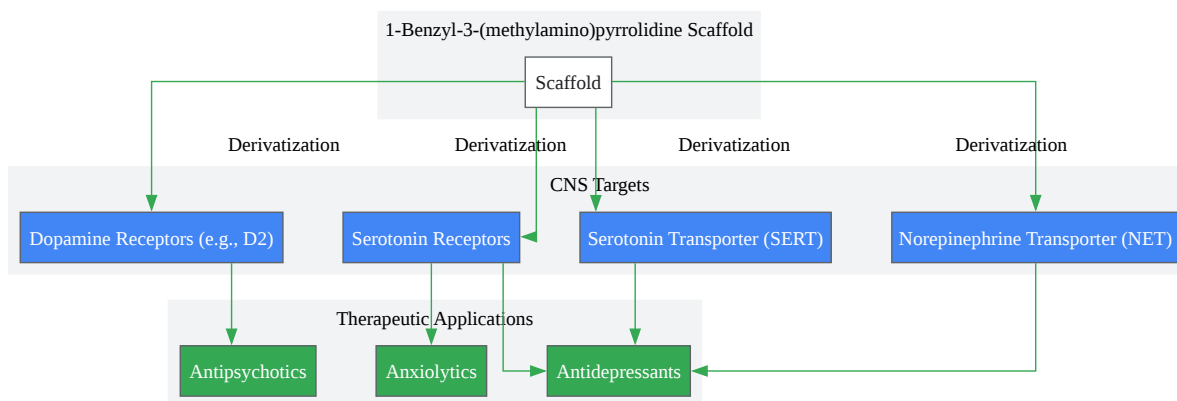 1-Benzyl-3-(methylamino)pyrrolidine Scaffold
Scaffold
Derivatization
Derivatization
Derivatization
Derivatization
CNS Targets
Dopamine Receptors (e.g., D2)
Serotonin Receptors
Serotonin Transporter (SERT)
Norepinephrine Transporter (NET)
Therapeutic Applications
Antipsychotics
Anxiolytics
Antidepressants